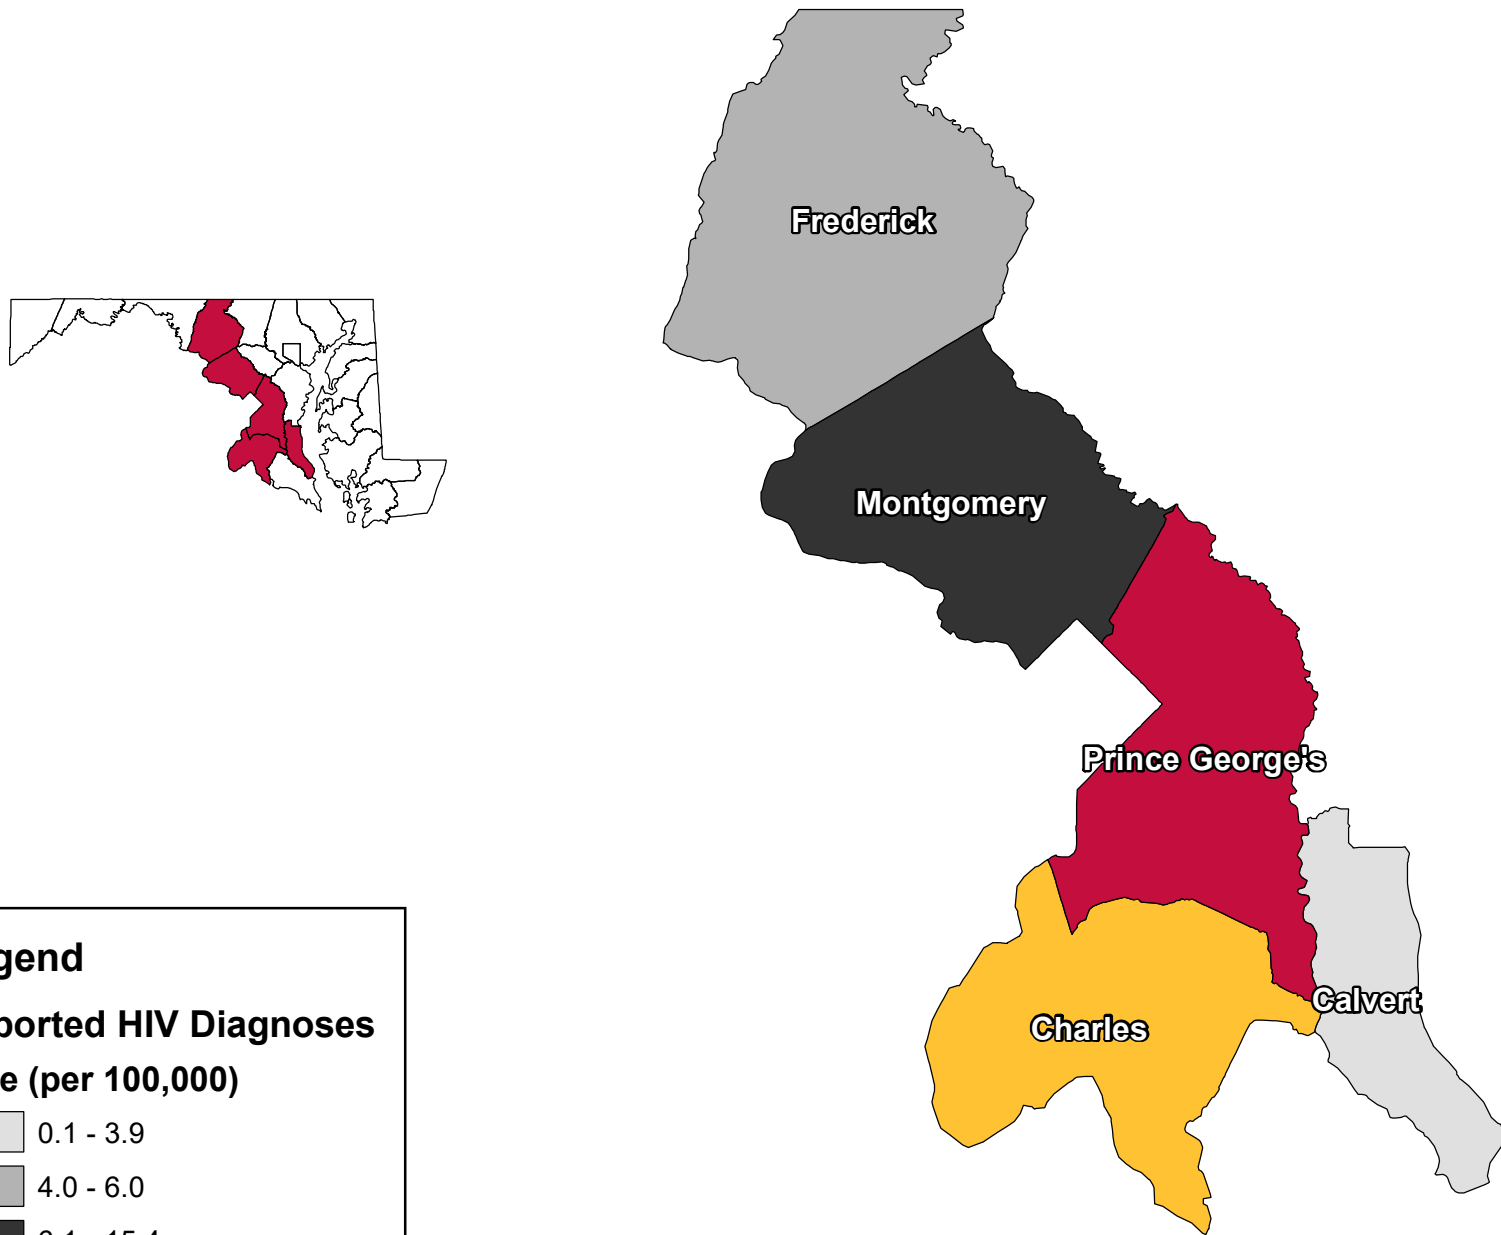 Frederick
Montgomery
Prince George's
Calvert
Charles
gend
ported HIV Diagnoses
e (per 100,000)
0.1 - 3.9
4.0 - 6.0